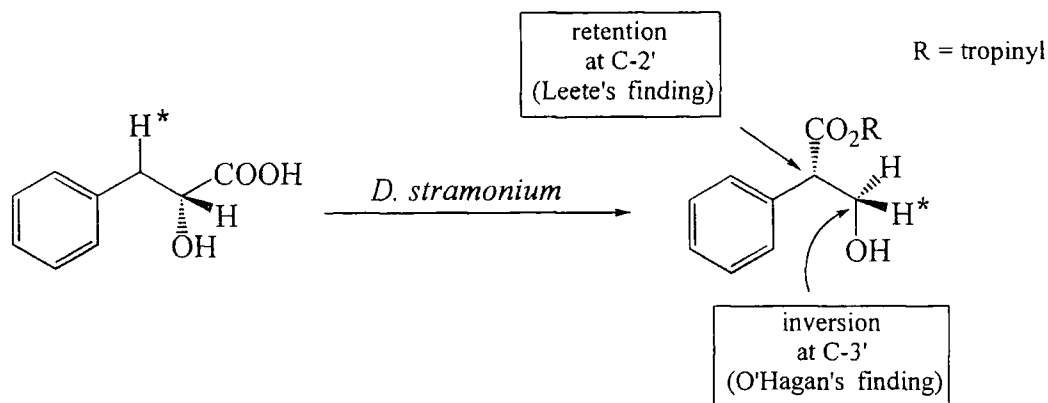 retention
at C-2'
(Leete's finding)
R = tropinyl
H*
COOH
H
OH
D. stramonium
CO₂R
H
H*
OH
inversion
at C-3'
(O'Hagan's finding)